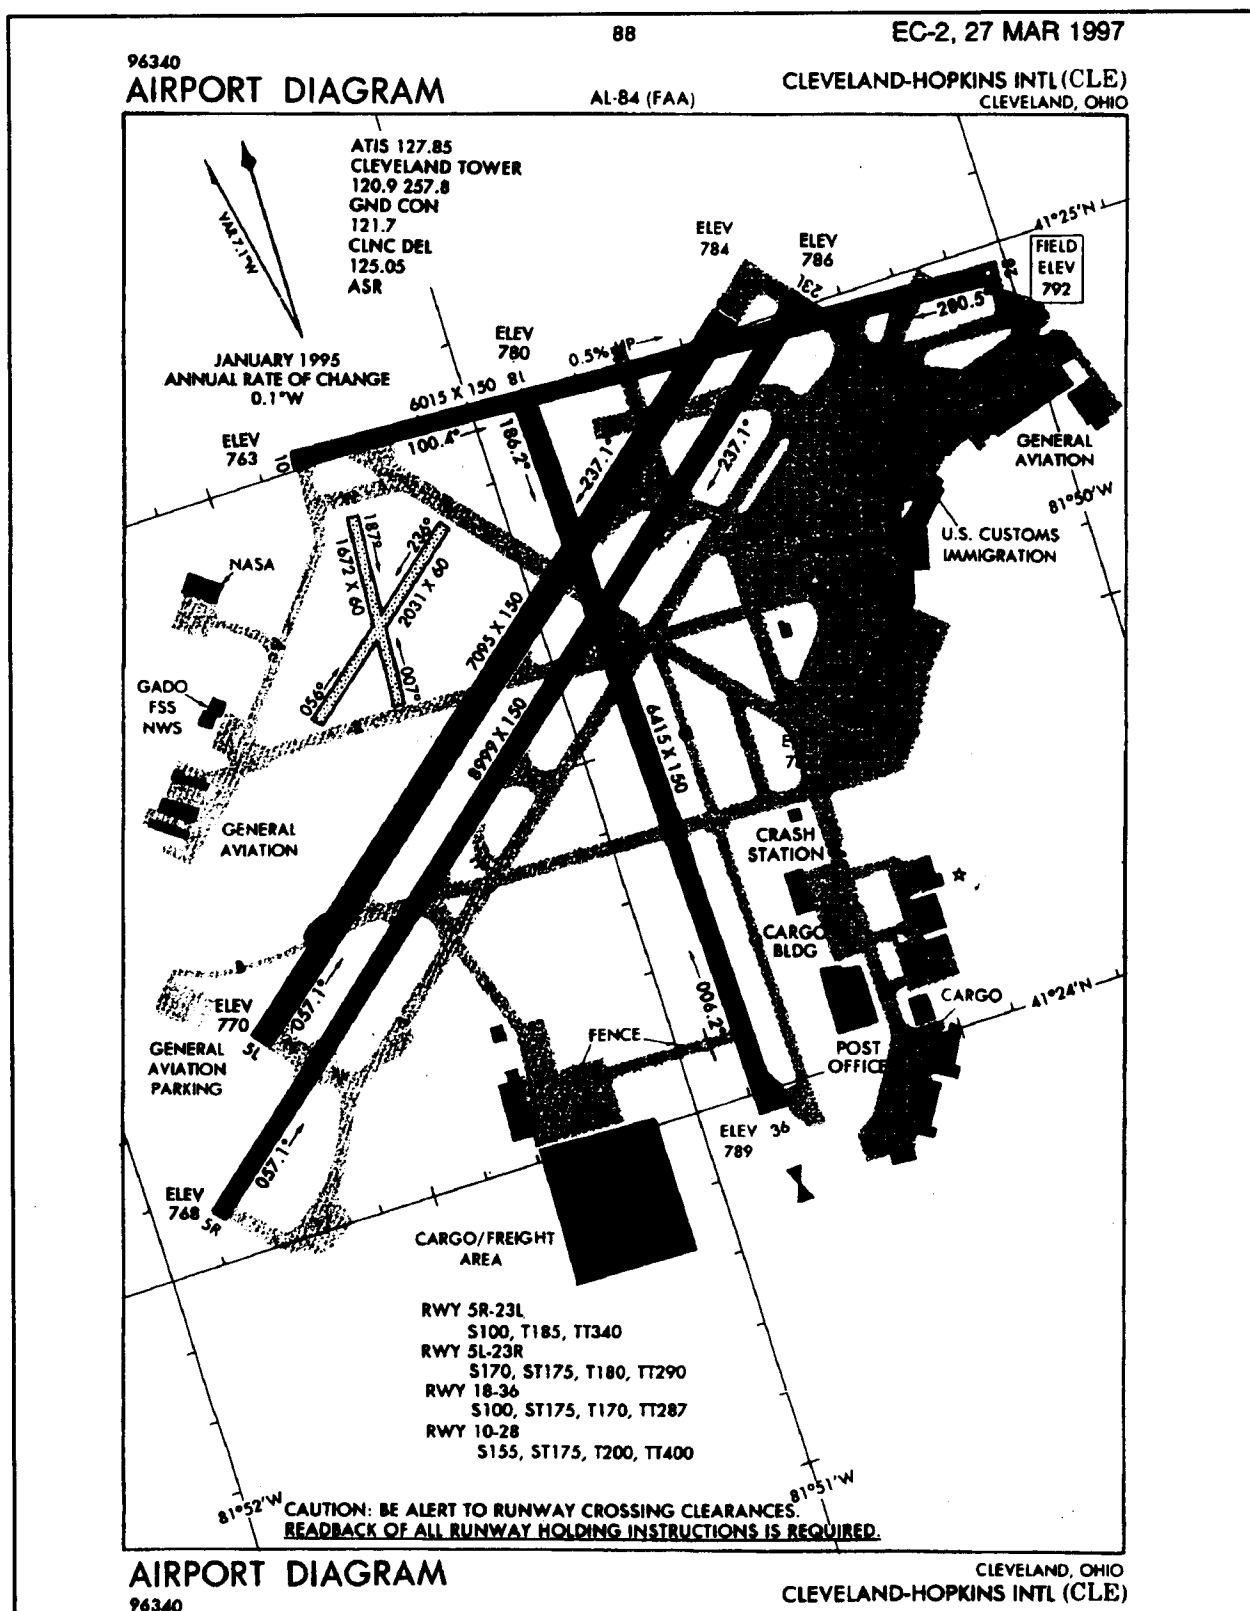 88
EC-2, 27 MAR 1997
96340
AIRPORT DIAGRAM
AL-84 (FAA)
CLEVELAND-HOPKINS INTL (CLE)
CLEVELAND, OHIO
ATIS 127.85
CLEVELAND TOWER
120.9 257.8
GND CON
121.7
CLNC DEL
125.05
ASR
VAR 7.1°W
JANUARY 1995
ANNUAL RATE OF CHANGE
0.1°W
41°25'N
FIELD
ELEV
792
28
ELEV
784
ELEV
786
23L
280.5°
ELEV
780
0.5% UP
18
6015 X 150
100.4°
ELEV
763
10
186.2°
237.1°
237.1°
GENERAL
AVIATION
81°50'W
U.S. CUSTOMS
IMMIGRATION
NASA
187°
1672 X 60
236°
2031 X 60
056°
007°
7095 X 150
8999 X 150
6415 X 150
GADO
FSS
NWS
GENERAL
AVIATION
CRASH
STATION
CARGO
BLDG
CARGO
41°24'N
POST
OFFICE
006.2°
FENCE
057.1°
ELEV
770
5L
GENERAL
AVIATION
PARKING
057.1°
ELEV
768
5R
ELEV
789
36
CARGO/FREIGHT
AREA
RWY 5R-23L
S100, T185, TT340
RWY 5L-23R
S170, ST175, T180, TT290
RWY 18-36
S100, ST175, T170, TT287
RWY 10-28
S155, ST175, T200, TT400
81°52'W
81°51'W
CAUTION: BE ALERT TO RUNWAY CROSSING CLEARANCES.
READBACK OF ALL RUNWAY HOLDING INSTRUCTIONS IS REQUIRED.
AIRPORT DIAGRAM
96340
CLEVELAND, OHIO
CLEVELAND-HOPKINS INTL (CLE)